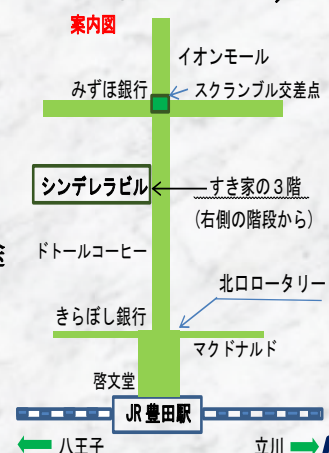 案内図
イオンモール
みずほ銀行
スクランブル交差点
シンデレラビル
すき家の３階
(右側の階段から)
ドトールコーヒー
北口ロータリー
きらぼし銀行
マクドナルド
啓文堂
JR 豊田駅
八王子
立川